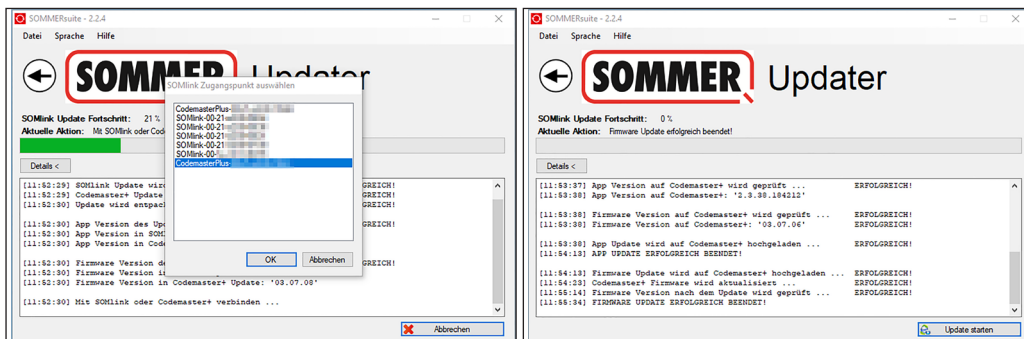 SOMMERsuite - 2.2.4
Datei Sprache Hilfe
SOMMER Updater
SOMlink Update Fortschritt: 21 %
Aktuelle Aktion: Mit SOMlink oder Cod
Details <
[11:52:29] SOMlink Update wir GREICH!
[11:52:29] Codemaster+ Update GREICH!
[11:52:30] Update wird entpac GREICH!
[11:52:30] App Version des Up GREICH!
[11:52:30] App Version in SOM
[11:52:30] App Version in Cod
[11:52:30] Firmware Version d GREICH!
[11:52:30] Firmware Version i
[11:52:30] Firmware Version in Codemaster+ Update: '03.07.08'
[11:52:30] Mit SOMlink oder Codemaster+ verbinden ...
Abbrechen
SOMlink Zugangspunkt auswählen
CodemasterPlus-
SOMlink-00-21-
SOMlink-00-21
SOMlink-00-21
SOMlink-00-21
SOMlink-00-
CodemasterPlus-
OK Abbrechen
SOMMERsuite - 2.2.4
Datei Sprache Hilfe
SOMMER Updater
SOMlink Update Fortschritt: 0 %
Aktuelle Aktion: Firmware Update erfolgreich beendet!
Details <
[11:53:37] App Version auf Codemaster+ wird geprüft ... ERFOLGREICH!
[11:53:38] App Version auf Codemaster+: '2.3.38.184212'
[11:53:38] Firmware Version auf Codemaster+ wird geprüft ... ERFOLGREICH!
[11:53:38] Firmware Version auf Codemaster+: '03.07.06'
[11:53:38] App Update wird auf Codemaster+ hochgeladen ... ERFOLGREICH!
[11:54:13] APP UPDATE ERFOLGREICH BEENDET!
[11:54:13] Firmware Update wird auf Codemaster+ hochgeladen ... ERFOLGREICH!
[11:54:23] Codemaster+ Firmware wird aktualisiert ... ERFOLGREICH!
[11:55:14] Firmware Version nach dem Update wird geprüft ... ERFOLGREICH!
[11:55:34] FIRMWARE UPDATE ERFOLGREICH BEENDET!
Update starten